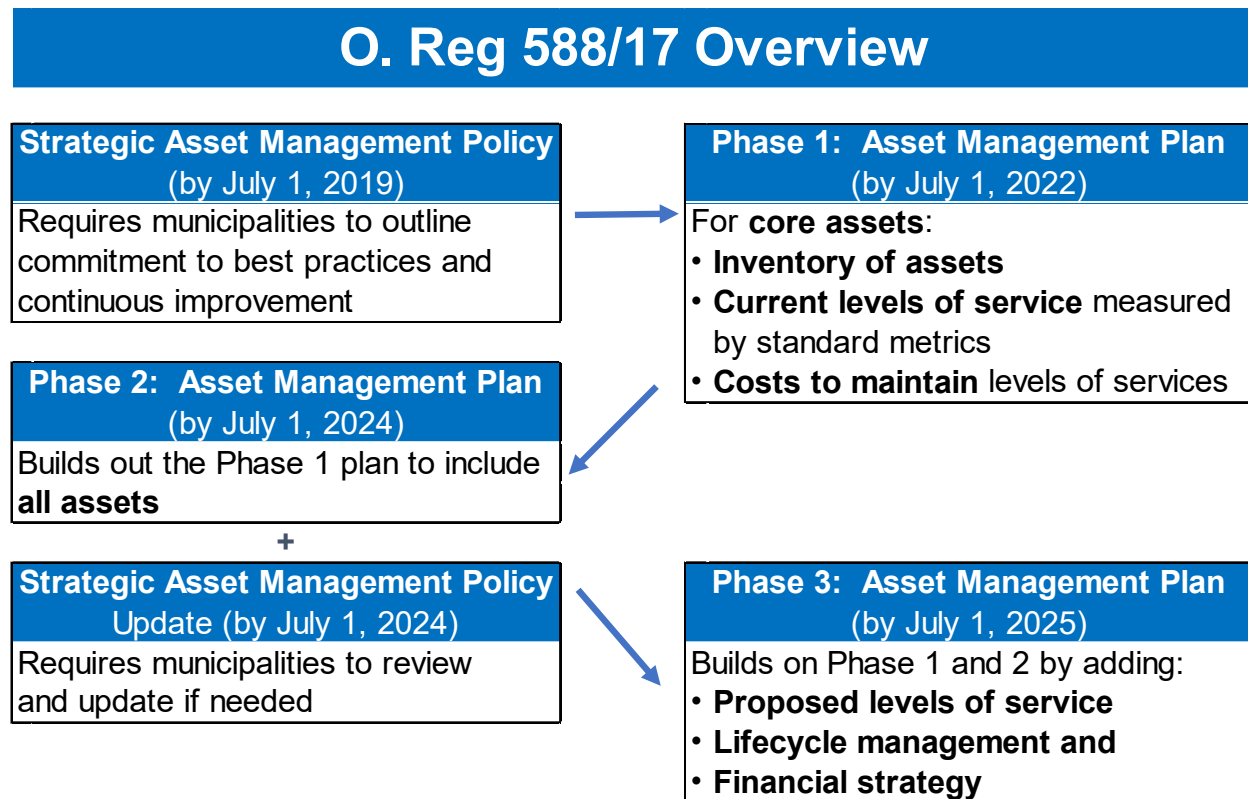 O. Reg 588/17 Overview
Strategic Asset Management Policy
(by July 1, 2019)
Requires municipalities to outline
commitment to best practices and
continuous improvement
Phase 1:  Asset Management Plan
(by July 1, 2022)
For core assets:
• Inventory of assets
• Current levels of service measured
by standard metrics
• Costs to maintain levels of services
Phase 2:  Asset Management Plan
(by July 1, 2024)
Builds out the Phase 1 plan to include
all assets
+
Strategic Asset Management Policy
Update (by July 1, 2024)
Requires municipalities to review
and update if needed
Phase 3:  Asset Management Plan
(by July 1, 2025)
Builds on Phase 1 and 2 by adding:
• Proposed levels of service
• Lifecycle management and
• Financial strategy